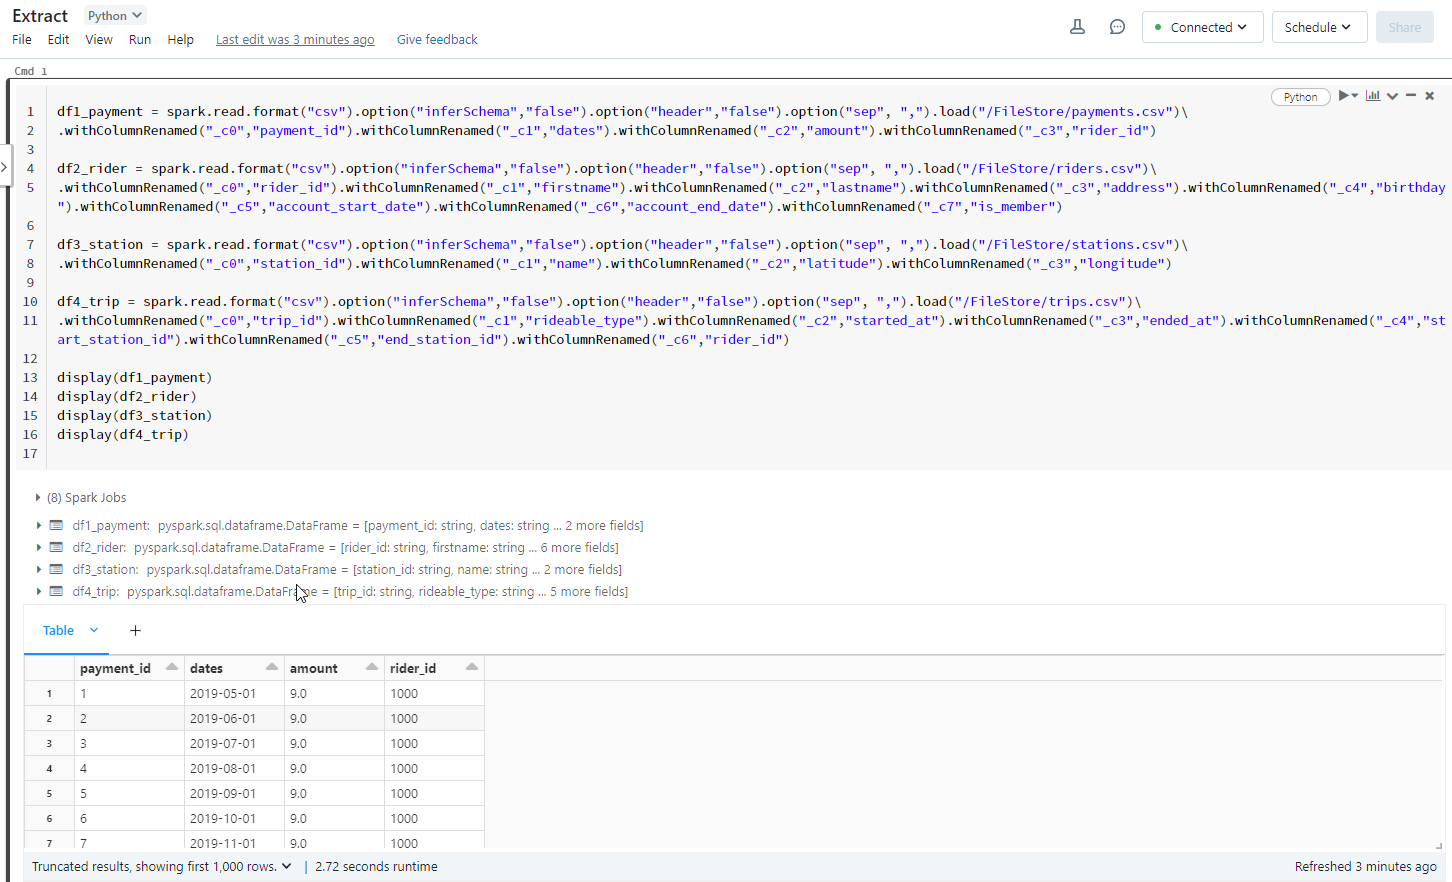 Extract Python
File Edit View Run Help Last edit was 3 minutes ago Give feedback
Connected Schedule Share
Cmd 1
Python
1 df1_payment = spark.read.format("csv").option("inferSchema","false").option("header","false").option("sep", ",").load("/FileStore/payments.csv")\
2 .withColumnRenamed("_c0","payment_id").withColumnRenamed("_c1","dates").withColumnRenamed("_c2","amount").withColumnRenamed("_c3","rider_id")
3
4 df2_rider = spark.read.format("csv").option("inferSchema","false").option("header","false").option("sep", ",").load("/FileStore/riders.csv")\
5 .withColumnRenamed("_c0","rider_id").withColumnRenamed("_c1","firstname").withColumnRenamed("_c2","lastname").withColumnRenamed("_c3","address").withColumnRenamed("_c4","birthday
").withColumnRenamed("_c5","account_start_date").withColumnRenamed("_c6","account_end_date").withColumnRenamed("_c7","is_member")
6
7 df3_station = spark.read.format("csv").option("inferSchema","false").option("header","false").option("sep", ",").load("/FileStore/stations.csv")\
8 .withColumnRenamed("_c0","station_id").withColumnRenamed("_c1","name").withColumnRenamed("_c2","latitude").withColumnRenamed("_c3","longitude")
9
10 df4_trip = spark.read.format("csv").option("inferSchema","false").option("header","false").option("sep", ",").load("/FileStore/trips.csv")\
11 .withColumnRenamed("_c0","trip_id").withColumnRenamed("_c1","rideable_type").withColumnRenamed("_c2","started_at").withColumnRenamed("_c3","ended_at").withColumnRenamed("_c4","st
art_station_id").withColumnRenamed("_c5","end_station_id").withColumnRenamed("_c6","rider_id")
12
13 display(df1_payment)
14 display(df2_rider)
15 display(df3_station)
16 display(df4_trip)
17
(8) Spark Jobs
df1_payment: pyspark.sql.dataframe.DataFrame = [payment_id: string, dates: string ... 2 more fields]
df2_rider: pyspark.sql.dataframe.DataFrame = [rider_id: string, firstname: string ... 6 more fields]
df3_station: pyspark.sql.dataframe.DataFrame = [station_id: string, name: string ... 2 more fields]
df4_trip: pyspark.sql.dataframe.DataFrame = [trip_id: string, rideable_type: string ... 5 more fields]
Table +
payment_id dates amount rider_id
1 1 2019-05-01 9.0 1000
2 2 2019-06-01 9.0 1000
3 3 2019-07-01 9.0 1000
4 4 2019-08-01 9.0 1000
5 5 2019-09-01 9.0 1000
6 6 2019-10-01 9.0 1000
7 7 2019-11-01 9.0 1000
Truncated results, showing first 1,000 rows. | 2.72 seconds runtime Refreshed 3 minutes ago